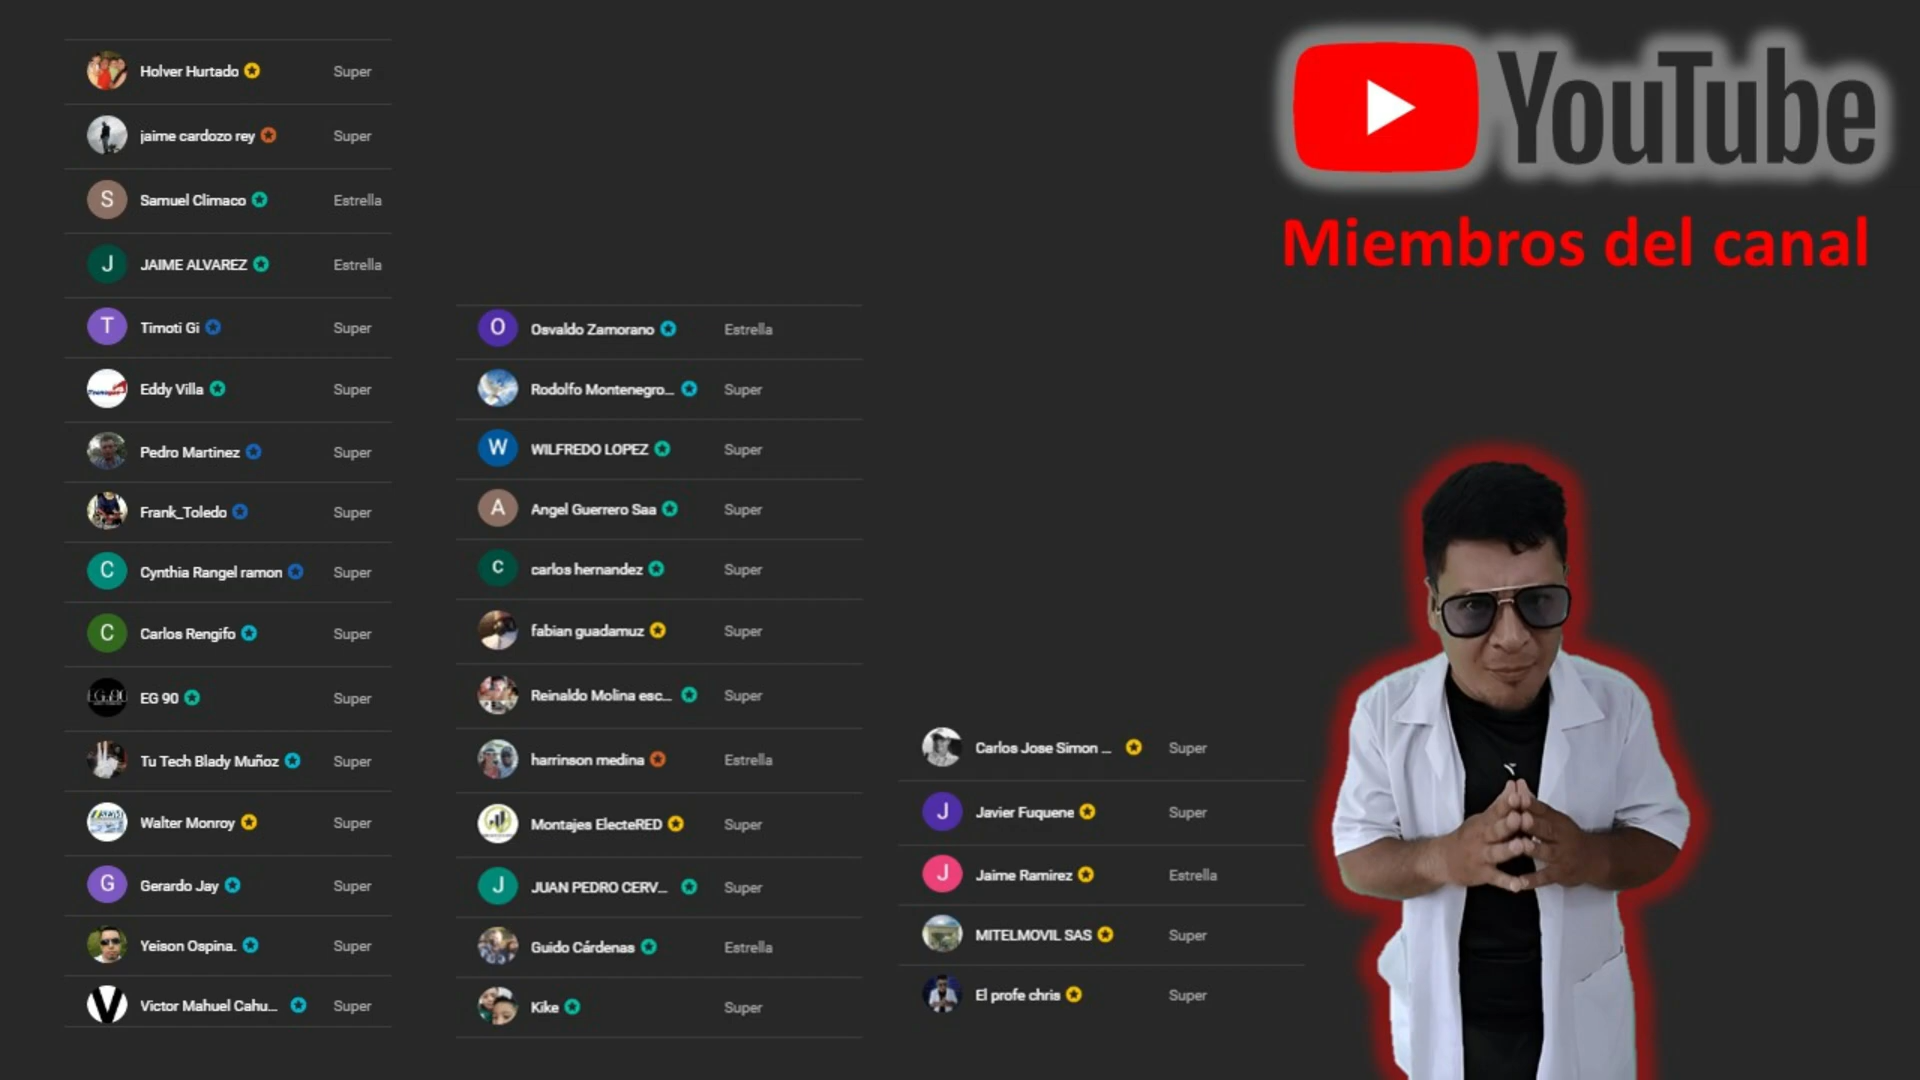 YouTube
Miembros del canal
Holver Hurtado Super
jaime cardozo rey Super
S Samuel Climaco Estrella
J JAIME ALVAREZ Estrella
T Timoti Gi Super
Eddy Villa Super
Pedro Martinez Super
Frank_Toledo Super
C Cynthia Rangel ramon Super
C Carlos Rengifo Super
EG 90 Super
Tu Tech Blady Muñoz Super
Walter Monroy Super
G Gerardo Jay Super
Yeison Ospina. Super
V Victor Mahuel Cahu... Super
O Osvaldo Zamorano Estrella
Rodolfo Montenegro... Super
W WILFREDO LOPEZ Super
A Angel Guerrero Saa Super
c carlos hernandez Super
fabian guadamuz Super
Reinaldo Molina esc... Super
harrinson medina Estrella
Montajes ElecteRED Super
J JUAN PEDRO CERV... Super
Guido Cárdenas Estrella
Kike Super
Carlos Jose Simon ... Super
J Javier Fuquene Super
J Jaime Ramirez Estrella
MITELMOVIL SAS Super
El profe chris Super